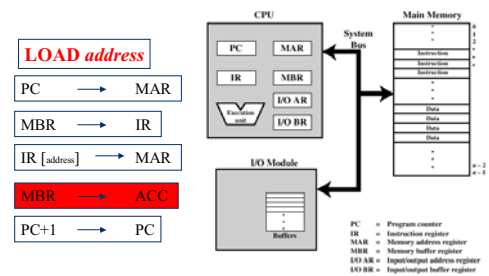 LOAD address
PC → MAR
MBR → IR
IR [address] → MAR
MBR → ACC
PC+1 → PC
CPU
PC MAR
IR MBR
Execution unit
I/O AR
I/O BR
System
Bus
Main Memory
0
1
2
Instruction
Instruction
Instruction
Data
Data
Data
Data
n – 2
n – 1
I/O Module
Buffers
PC = Program counter
IR = Instruction register
MAR = Memory address register
MBR = Memory buffer register
I/O AR = Input/output address register
I/O BR = Input/output buffer register